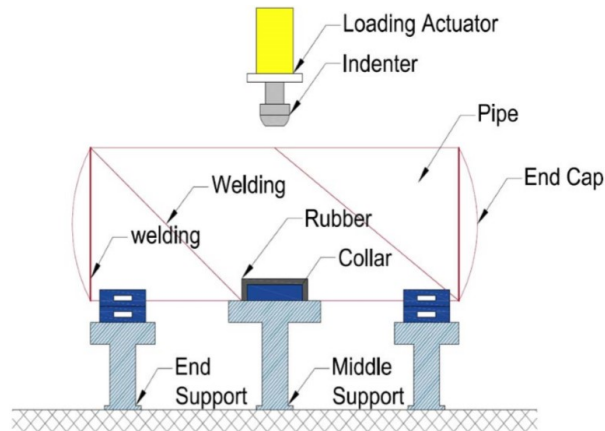 Loading Actuator
Indenter
Pipe
End Cap
Welding
Rubber
welding
Collar
End
Support
Middle
Support